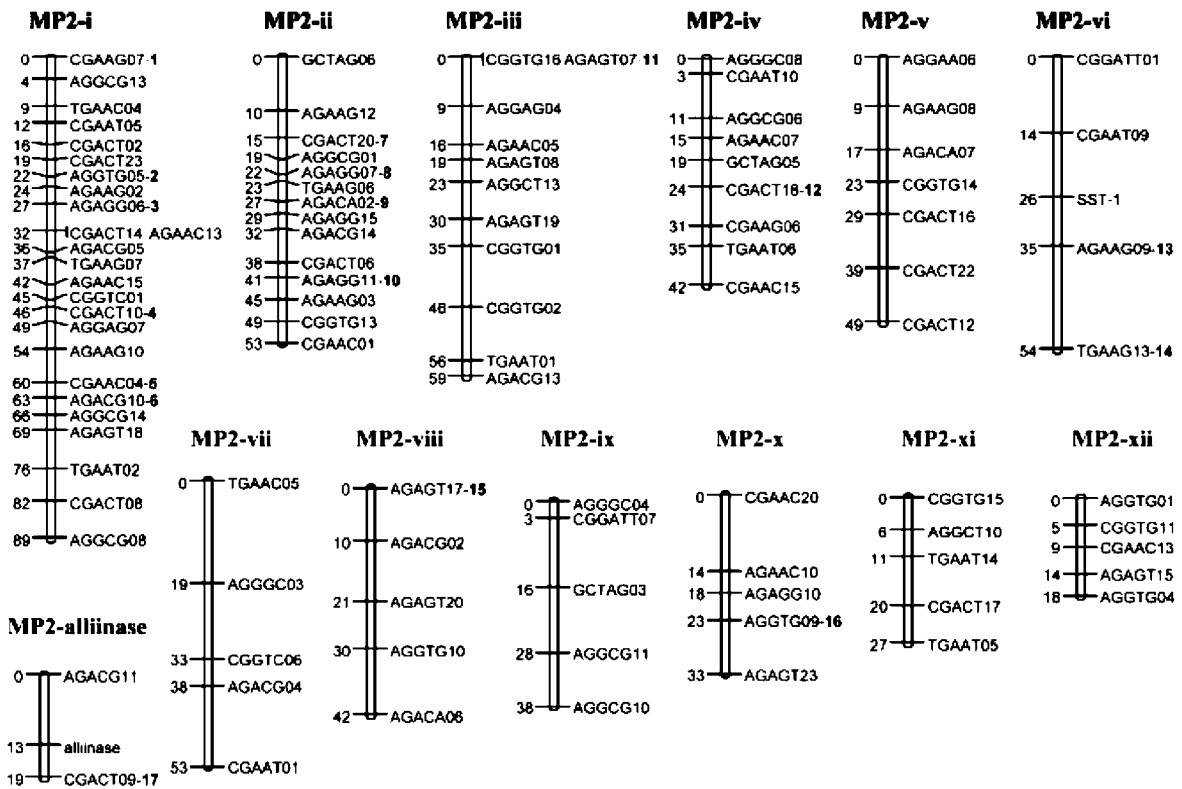 MP2-i
0 CGAAG07-1
4 AGGCG13
9 TGAAC04
12 CGAAT05
16 CGACT02
19 CGACT23
22 AGGTG05-2
24 AGAAG02
27 AGAGG06-3
32 CGACT14 AGAAC13
36 AGACG05
37 TGAAG07
42 AGAAC15
45 CGGTC01
46 CGACT10-4
49 AGGAG07
54 AGAAG10
60 CGAAC04-5
63 AGACG10-6
66 AGGCG14
69 AGAGT18
76 TGAAT02
82 CGACT08
89 AGGCG08
MP2-ii
0 GCTAG06
10 AGAAG12
15 CGACT20-7
19 AGGCG01
22 AGAGG07-8
23 TGAAG06
27 AGACA02-9
29 AGAGG15
32 AGACG14
38 CGACT06
41 AGAGG11-10
45 AGAAG03
49 CGGTG13
53 CGAAC01
MP2-iii
0 CGGTG16 AGAGT07-11
9 AGGAG04
16 AGAAC05
19 AGAGT08
23 AGGCT13
30 AGAGT19
35 CGGTG01
46 CGGTG02
56 TGAAT01
59 AGACG13
MP2-iv
0 AGGGC08
3 CGAAT10
11 AGGCG06
15 AGAAC07
19 GCTAG05
24 CGACT18-12
31 CGAAG06
35 TGAAT06
42 CGAAC15
MP2-v
0 AGGAA06
9 AGAAG08
17 AGACA07
23 CGGTG14
29 CGACT16
39 CGACT22
49 CGACT12
MP2-vi
0 CGGATT01
14 CGAAT09
26 SST-1
35 AGAAG09-13
54 TGAAG13-14
MP2-vii
0 TGAAC05
19 AGGGC03
33 CGGTC06
38 AGACG04
53 CGAAT01
MP2-viii
0 AGAGT17-15
10 AGACG02
21 AGAGT20
30 AGGTG10
42 AGACA06
MP2-ix
0 AGGGC04
3 CGGATT07
16 GCTAG03
28 AGGCG11
38 AGGCG10
MP2-x
0 CGAAC20
14 AGAAC10
18 AGAGG10
23 AGGTG09-16
33 AGAGT23
MP2-xi
0 CGGTG15
6 AGGCT10
11 TGAAT14
20 CGACT17
27 TGAAT05
MP2-xii
0 AGGTG01
5 CGGTG11
9 CGAAC13
14 AGAGT15
18 AGGTG04
MP2-alliinase
0 AGACG11
13 alliinase
19 CGACT09-17